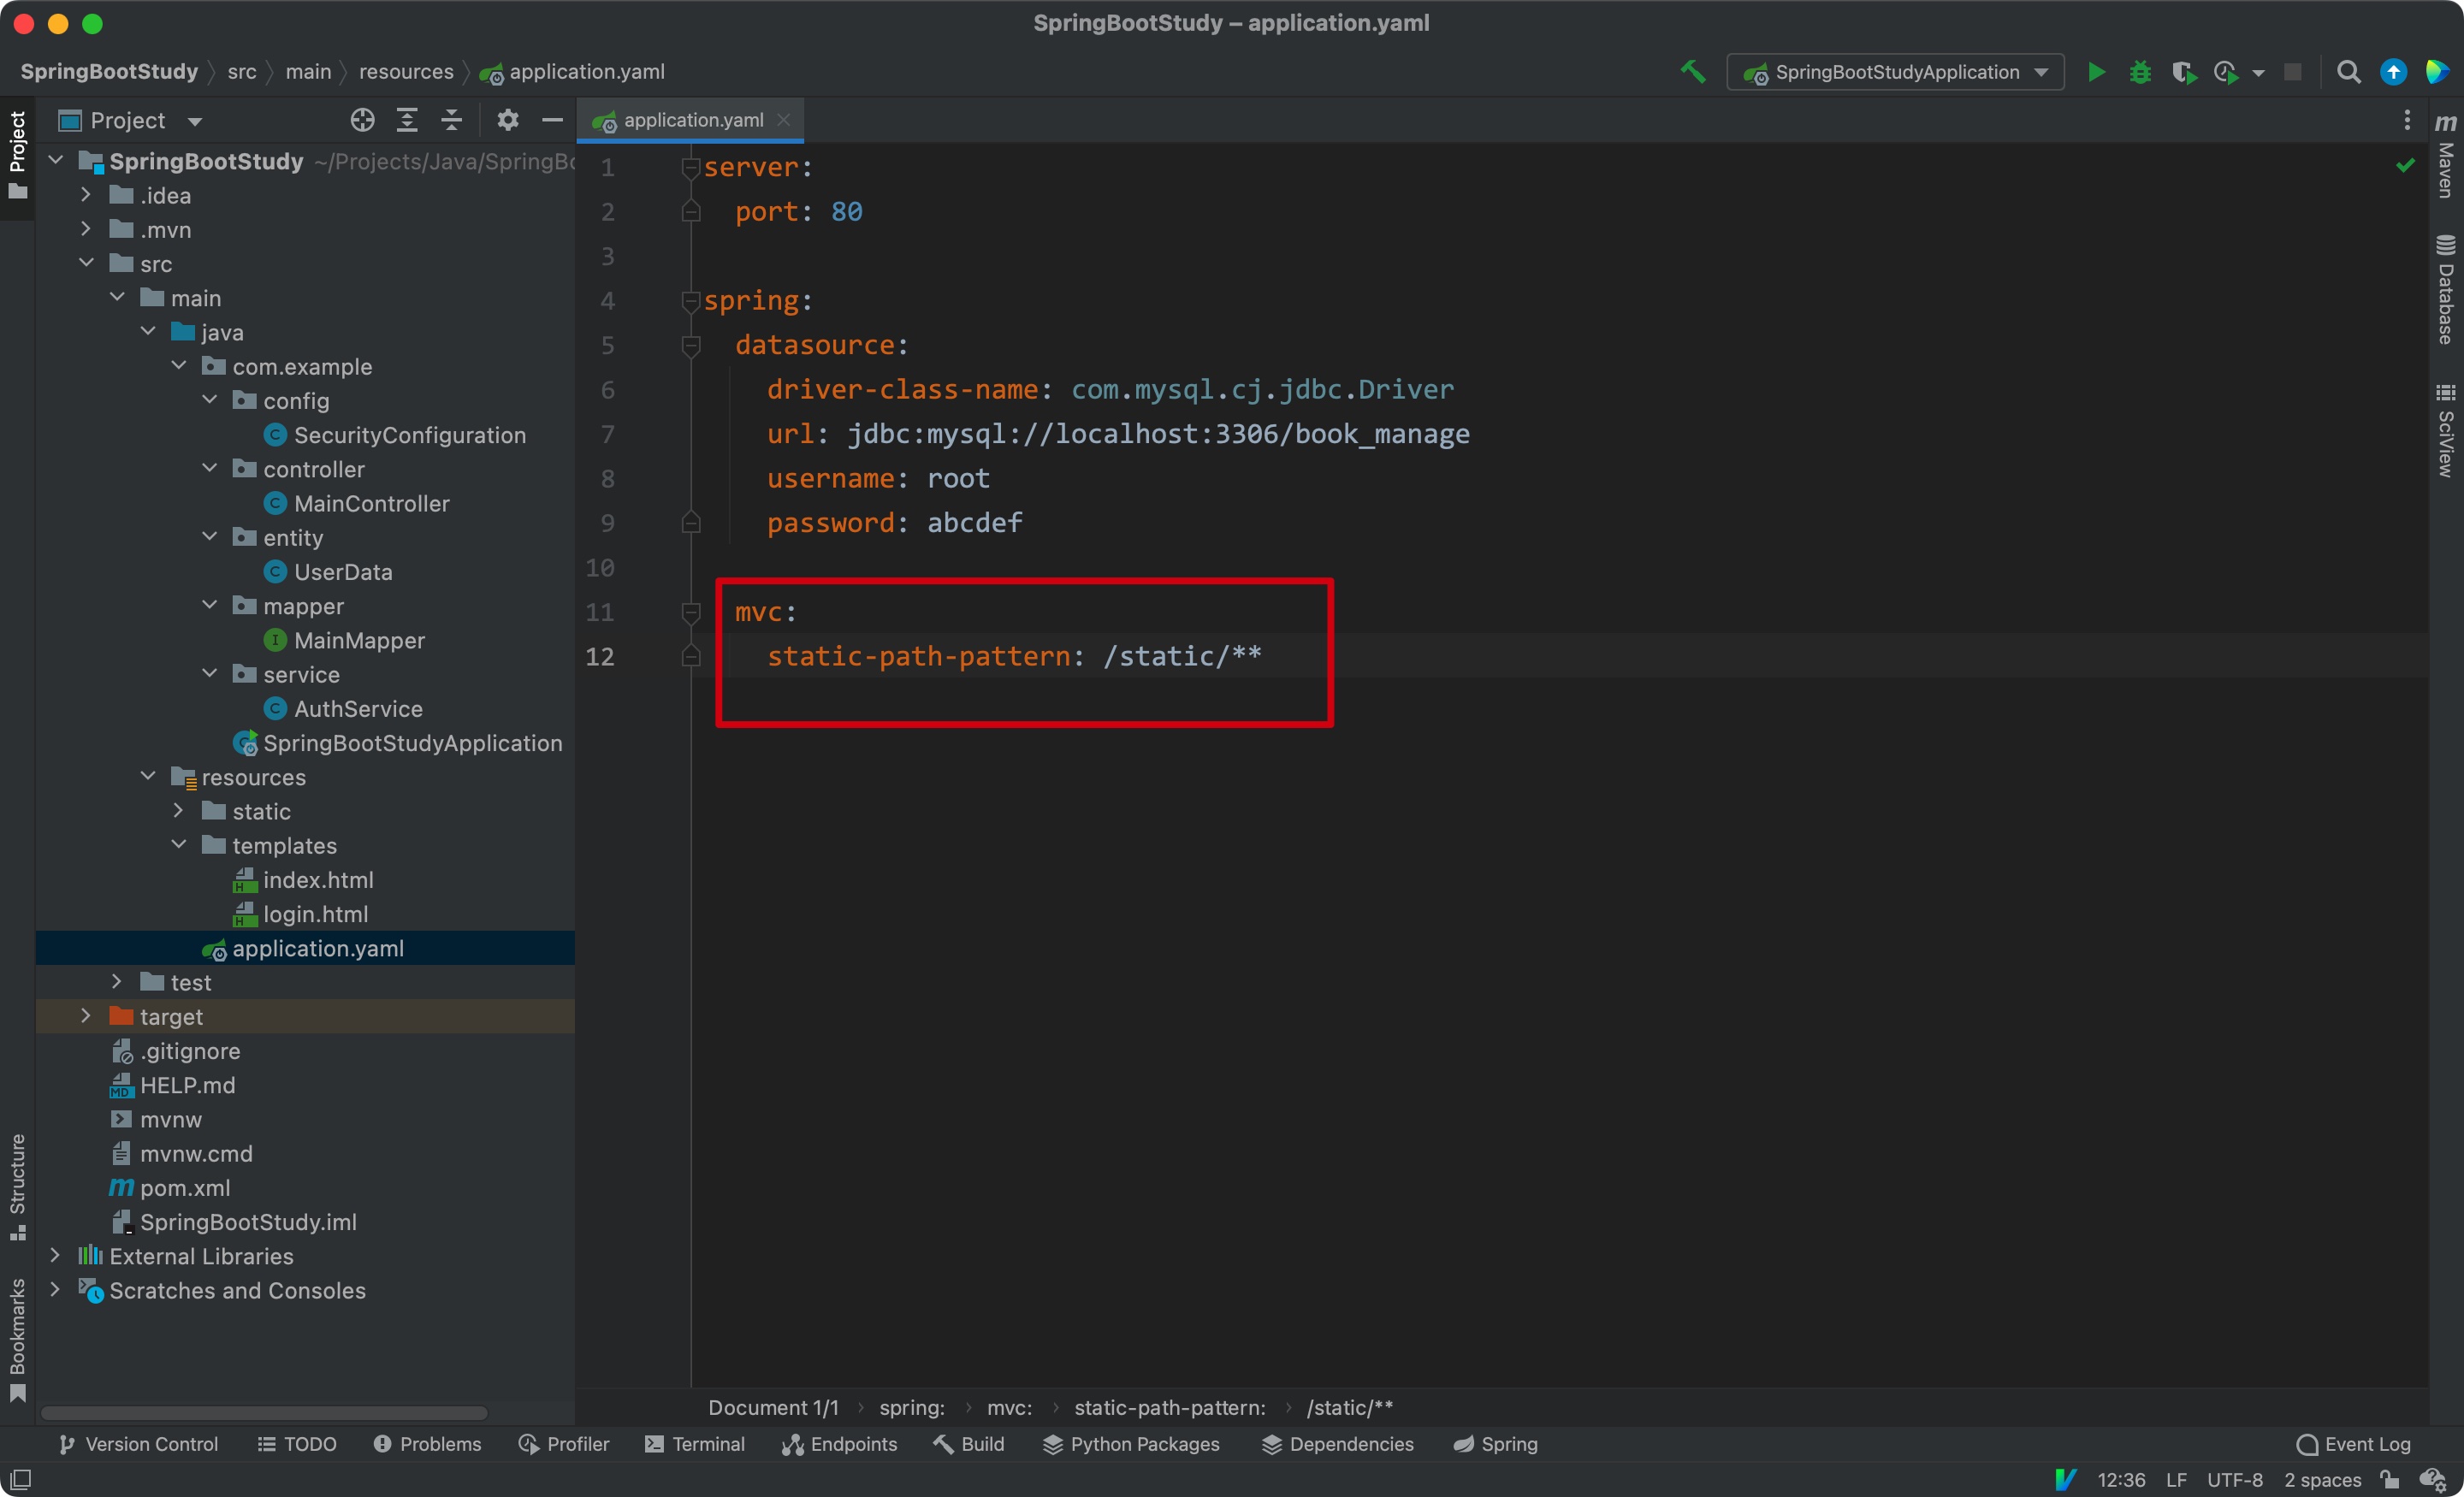 SpringBootStudy – application.yaml
SpringBootStudy src main resources application.yaml
SpringBootStudyApplication
Project
Project
application.yaml
SpringBootStudy ~/Projects/Java/SpringBo
.idea
.mvn
src
main
java
com.example
config
SecurityConfiguration
controller
MainController
entity
UserData
mapper
MainMapper
service
AuthService
SpringBootStudyApplication
resources
static
templates
index.html
login.html
application.yaml
test
target
.gitignore
HELP.md
mvnw
mvnw.cmd
pom.xml
SpringBootStudy.iml
External Libraries
Scratches and Consoles
Structure
Bookmarks
1 server:
2   port: 80
3
4 spring:
5   datasource:
6     driver-class-name: com.mysql.cj.jdbc.Driver
7     url: jdbc:mysql://localhost:3306/book_manage
8     username: root
9     password: abcdef
10
11   mvc:
12     static-path-pattern: /static/**
Maven
Database
SciView
Document 1/1 spring: mvc: static-path-pattern: /static/**
Version Control TODO Problems Profiler Terminal Endpoints Build Python Packages Dependencies Spring Event Log
12:36 LF UTF-8 2 spaces